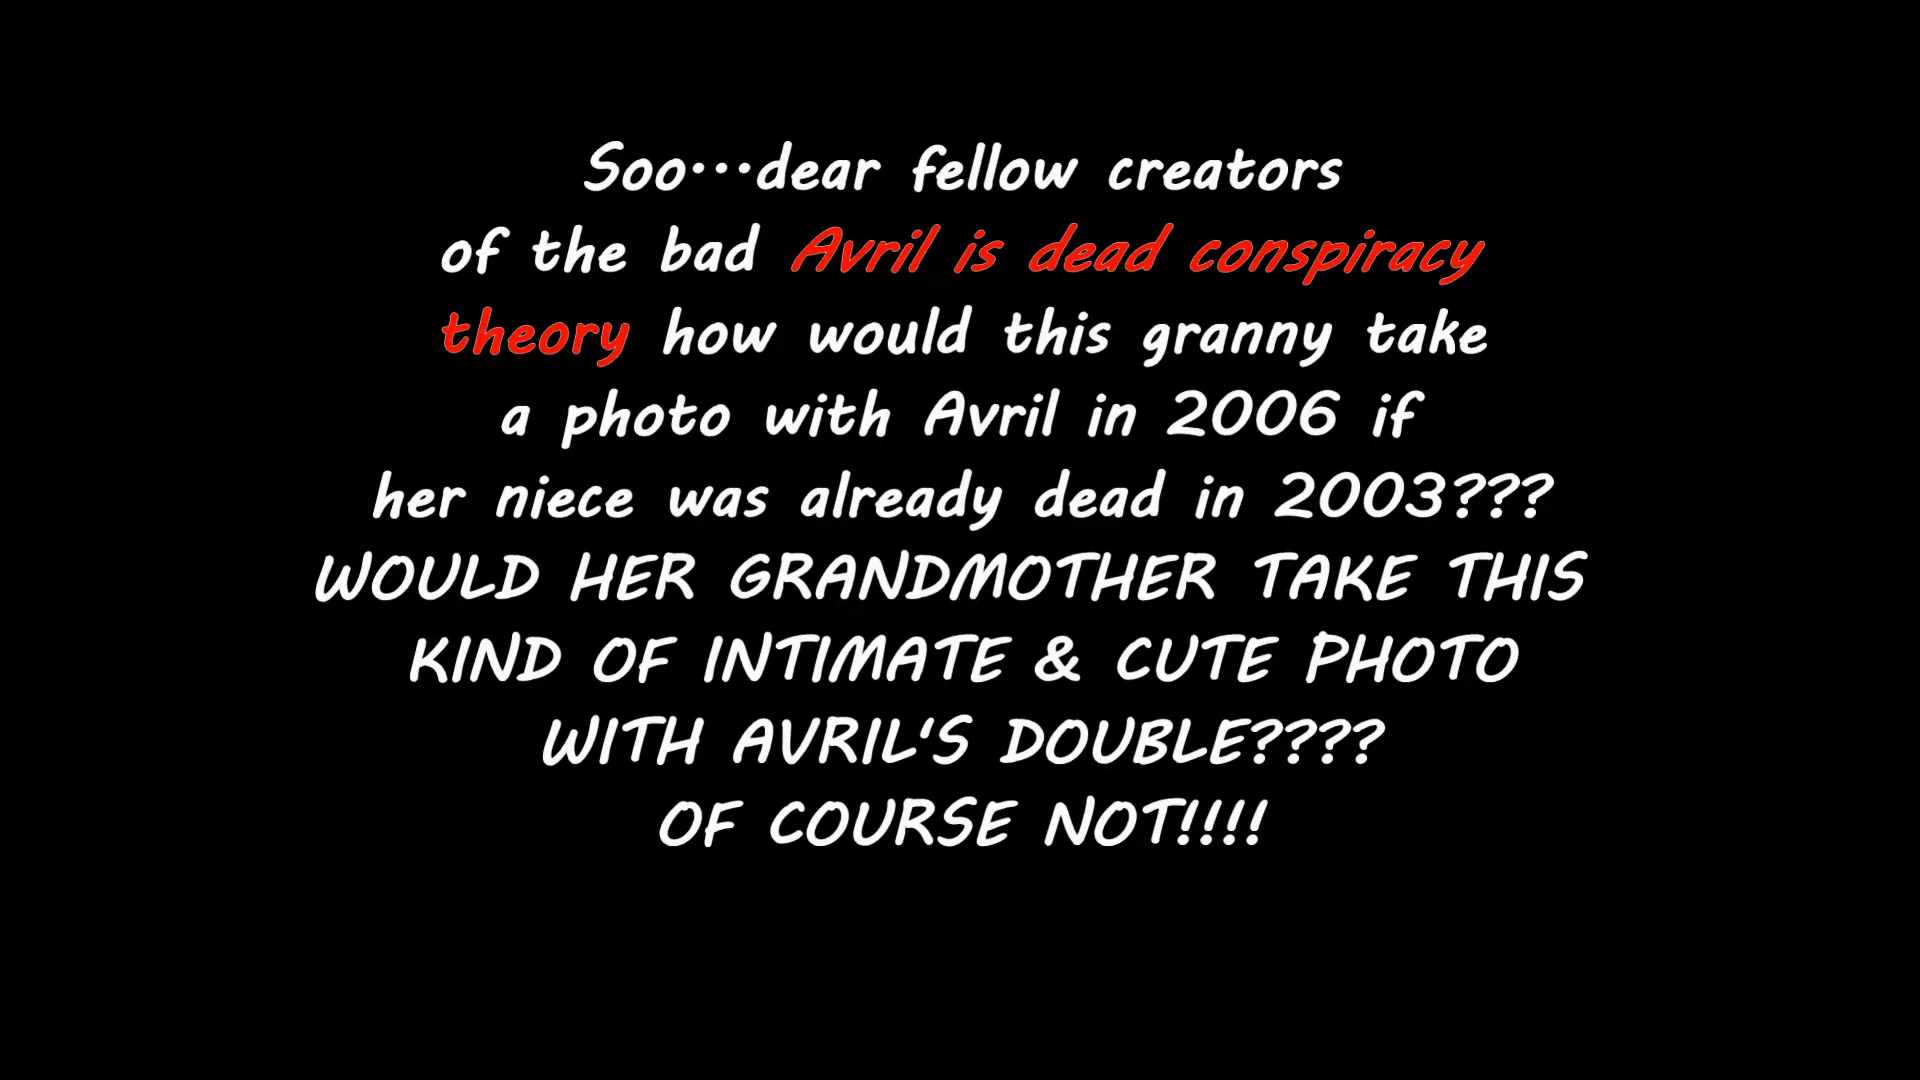 Soo···dear fellow creators
of the bad Avril is dead conspiracy
theory how would this granny take
a photo with Avril in 2006 if
her niece was already dead in 2003???
WOULD HER GRANDMOTHER TAKE THIS
KIND OF INTIMATE & CUTE PHOTO
WITH AVRIL'S DOUBLE????
OF COURSE NOT!!!!